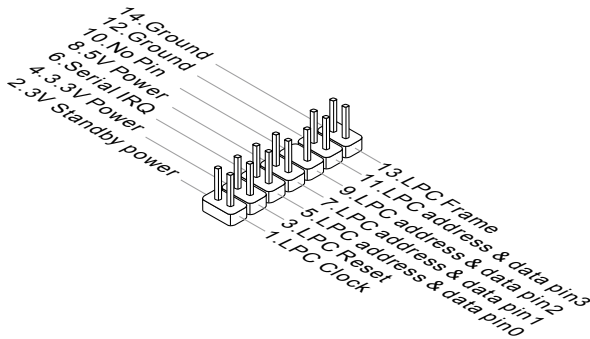 14.Ground
12.Ground
10.No Pin
8.5V Power
6.Serial IRQ
4.3.3V Power
2.3V Standby power
13.LPC Frame
11.LPC address & data pin3
9.LPC address & data pin2
7.LPC address & data pin1
5.LPC address & data pin0
3.LPC Reset
1.LPC Clock